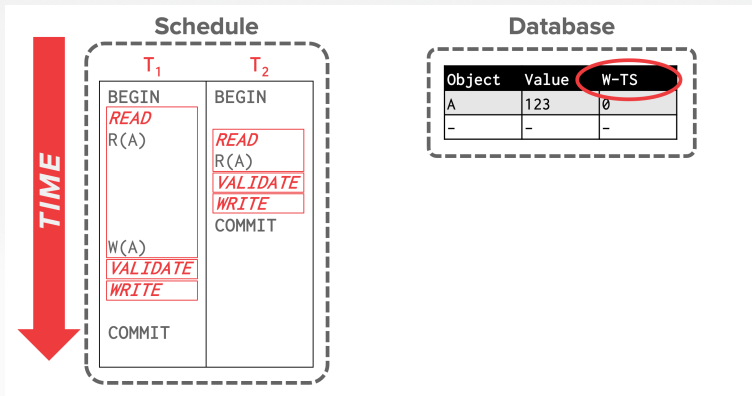 Schedule
Database
TIME
T1 T2
BEGIN BEGIN
READ
R(A) READ
R(A)
VALIDATE
WRITE
COMMIT
W(A)
VALIDATE
WRITE
COMMIT
Object Value W-TS
A 123 0
- - -